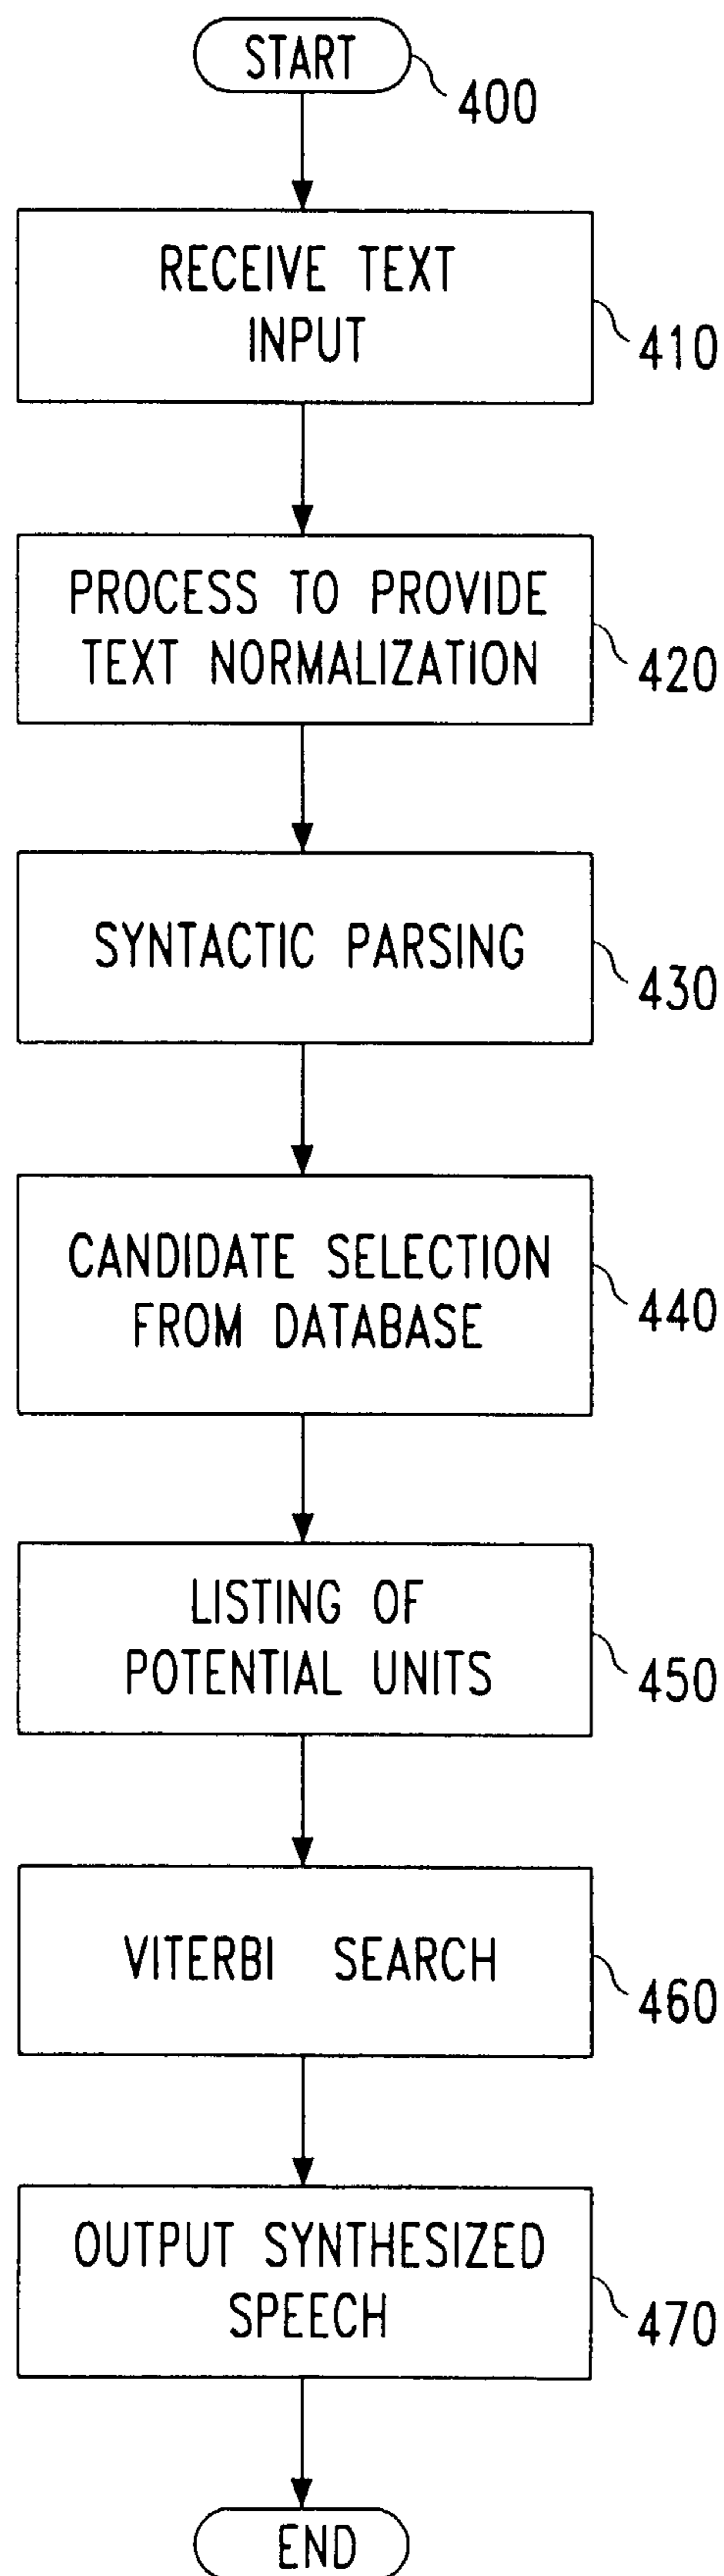 START
400
RECEIVE TEXT
INPUT
410
PROCESS TO PROVIDE
TEXT NORMALIZATION
420
SYNTACTIC PARSING
430
CANDIDATE SELECTION
FROM DATABASE
440
LISTING OF
POTENTIAL UNITS
450
VITERBI SEARCH
460
OUTPUT SYNTHESIZED
SPEECH
470
END